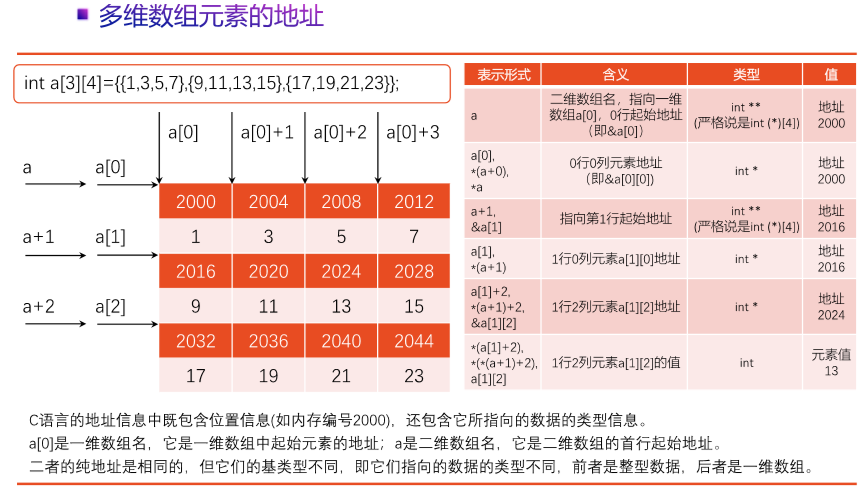 多维数组元素的地址
int a[3][4]={{1,3,5,7},{9,11,13,15},{17,19,21,23}};
a[0] a[0]+1 a[0]+2 a[0]+3
a a[0]
2000 2004 2008 2012
a+1 a[1] 1 3 5 7
2016 2020 2024 2028
a+2 a[2] 9 11 13 15
2032 2036 2040 2044
17 19 21 23
表示形式 含义 类型 值
a
二维数组名，指向一维
数组a[0]，0行起始地址
（即&a[0]）
int **
(严格说是int (*)[4])
地址
2000
a[0],
*(a+0),
*a
0行0列元素地址
（即&a[0][0])
int *
地址
2000
a+1,
&a[1]
指向第1行起始地址
int **
(严格说是int (*)[4])
地址
2016
a[1],
*(a+1)
1行0列元素a[1][0]地址
int *
地址
2016
a[1]+2,
*(a+1)+2,
&a[1][2]
1行2列元素a[1][2]地址
int *
地址
2024
*(a[1]+2),
*(*(a+1)+2),
a[1][2]
1行2列元素a[1][2]的值
int
元素值
13
C语言的地址信息中既包含位置信息(如内存编号2000)，还包含它所指向的数据的类型信息。
a[0]是一维数组名，它是一维数组中起始元素的地址；a是二维数组名，它是二维数组的首行起始地址。
二者的纯地址是相同的，但它们的基类型不同，即它们指向的数据的类型不同，前者是整型数据，后者是一维数组。